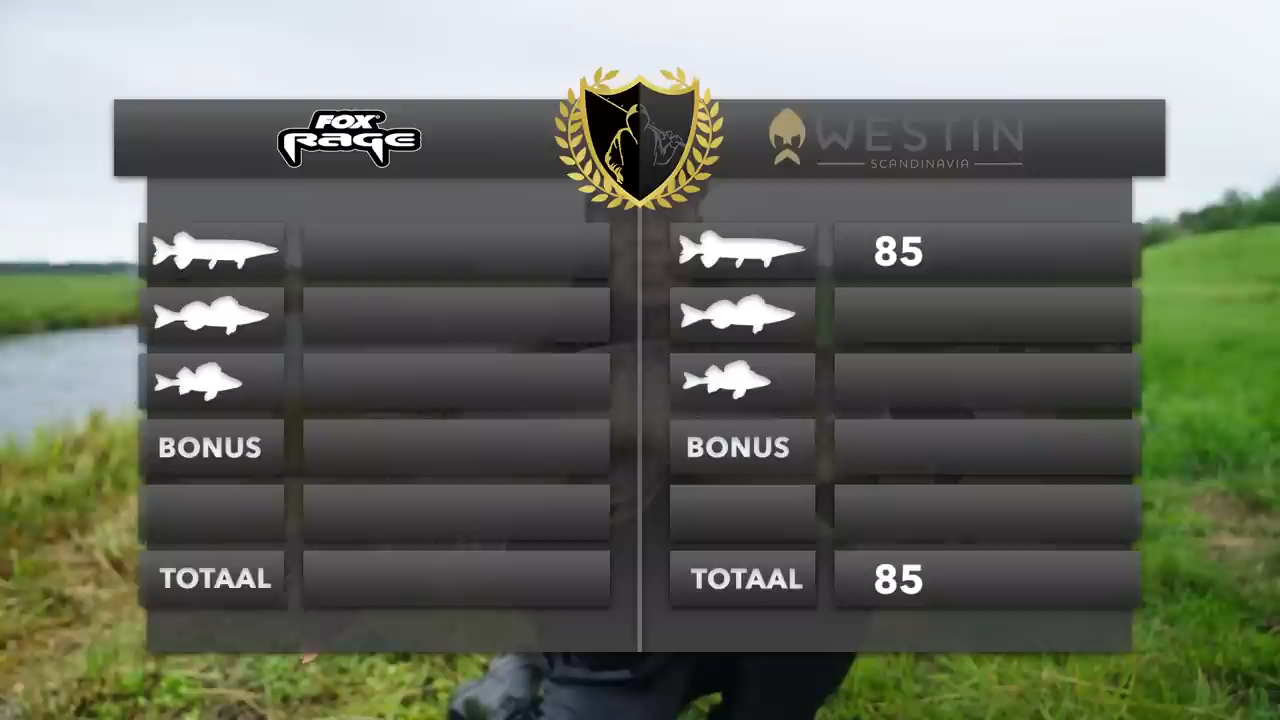 FOX
RAGE
WESTIN
SCANDINAVIA
85
BONUS
BONUS
TOTAAL
TOTAAL
85